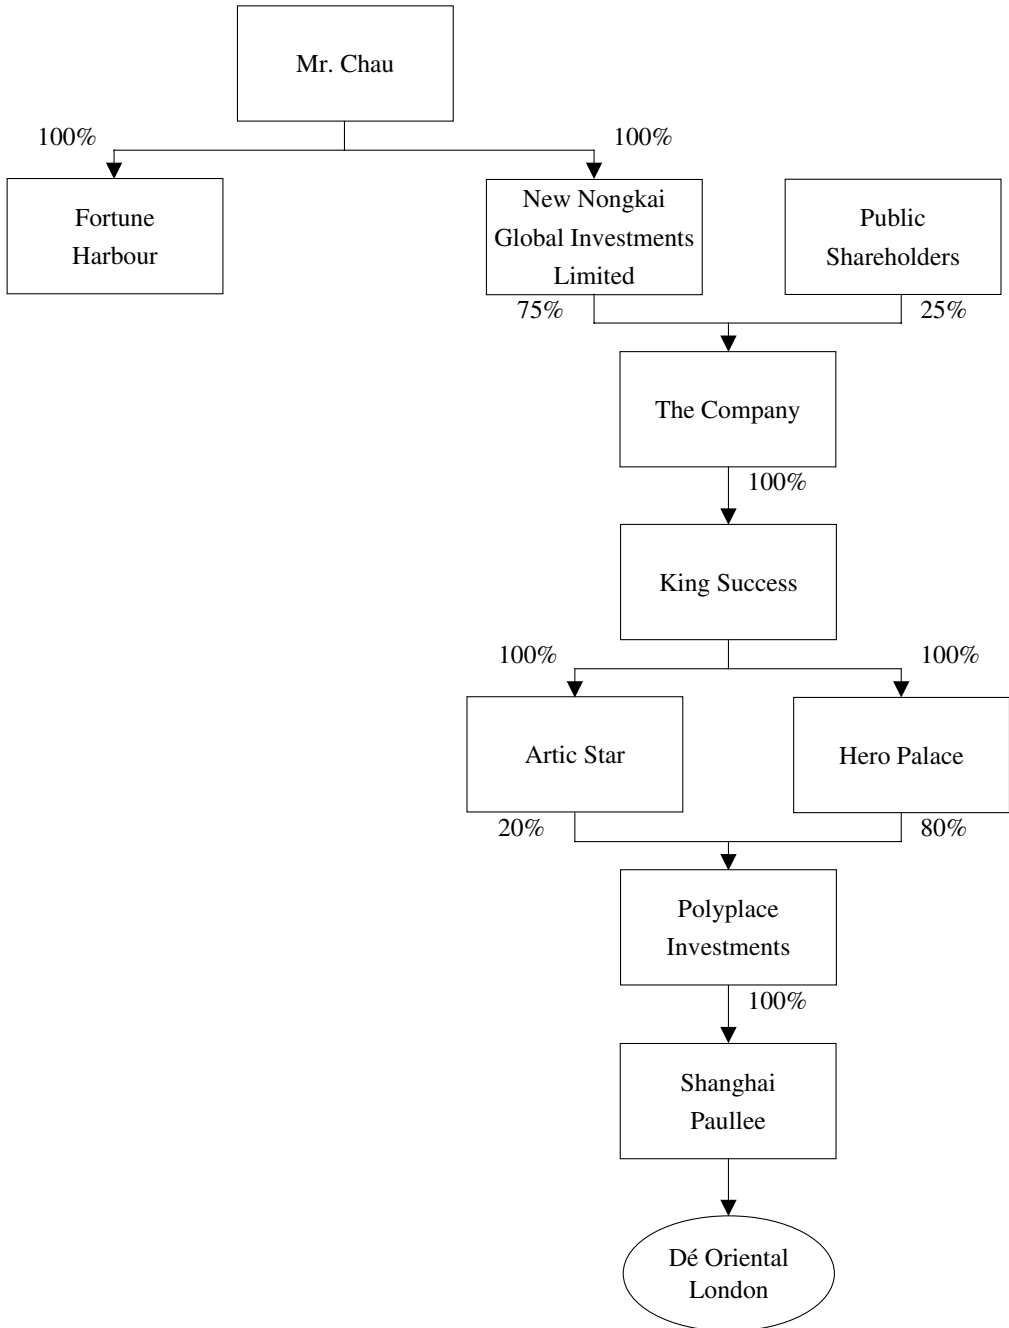 Mr. Chau
100%
100%
Fortune
Harbour
New Nongkai
Global Investments
Limited
Public
Shareholders
75%
25%
The Company
100%
King Success
100%
100%
Artic Star
Hero Palace
20%
80%
Polyplace
Investments
100%
Shanghai
Paullee
Dé Oriental
London